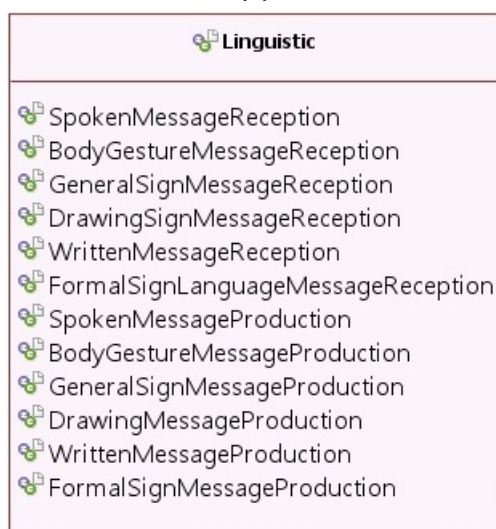 Linguistic
SpokenMessageReception
BodyGestureMessageReception
GeneralSignMessageReception
DrawingSignMessageReception
WrittenMessageReception
FormalSignLanguageMessageReception
SpokenMessageProduction
BodyGestureMessageProduction
GeneralSignMessageProduction
DrawingMessageProduction
WrittenMessageProduction
FormalSignMessageProduction